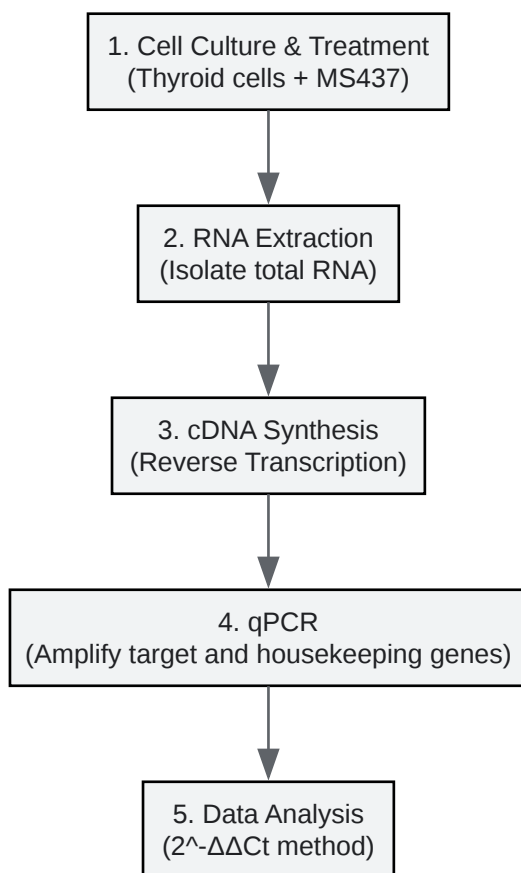 1. Cell Culture & Treatment
(Thyroid cells + MS437)
2. RNA Extraction
(Isolate total RNA)
3. cDNA Synthesis
(Reverse Transcription)
4. qPCR
(Amplify target and housekeeping genes)
5. Data Analysis
(2^-ΔΔCt method)